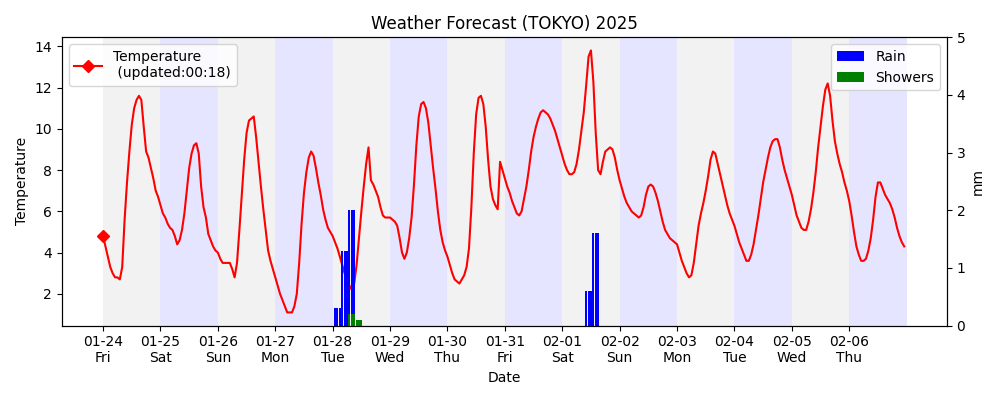 Weather Forecast (TOKYO) 2025
Temperature
(updated:00:18)
Rain
Showers
14
12
10
8
6
4
2
Temperature
5
4
3
2
1
0
mm
01-24 01-25 01-26 01-27 01-28 01-29 01-30 01-31 02-01 02-02 02-03 02-04 02-05 02-06
Fri Sat Sun Mon Tue Wed Thu Fri Sat Sun Mon Tue Wed Thu
Date